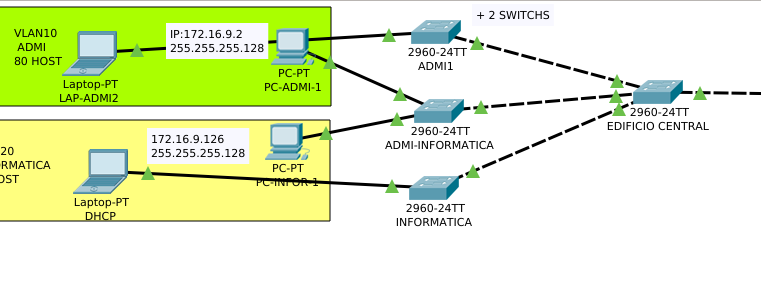 + 2 SWITCHS
VLAN10
ADMI
80 HOST
IP:172.16.9.2
255.255.255.128
2960-24TT
ADMI1
PC-PT
PC-ADMI-1
Laptop-PT
LAP-ADMI2
2960-24TT
EDIFICIO CENTRAL
2960-24TT
ADMI-INFORMATICA
20
ORMATICA
OST
172.16.9.126
255.255.255.128
PC-PT
PC-INFOR-1
Laptop-PT
DHCP
2960-24TT
INFORMATICA